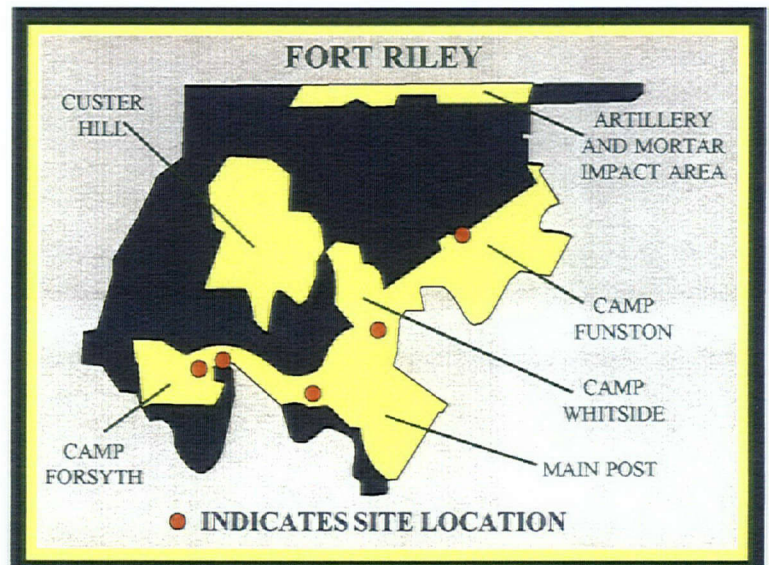 FORT RILEY
CUSTER
HILL
ARTILLERY
AND MORTAR
IMPACT AREA
CAMP
FUNSTON
CAMP
WHITSIDE
CAMP
FORSYTH
MAIN POST
INDICATES SITE LOCATION